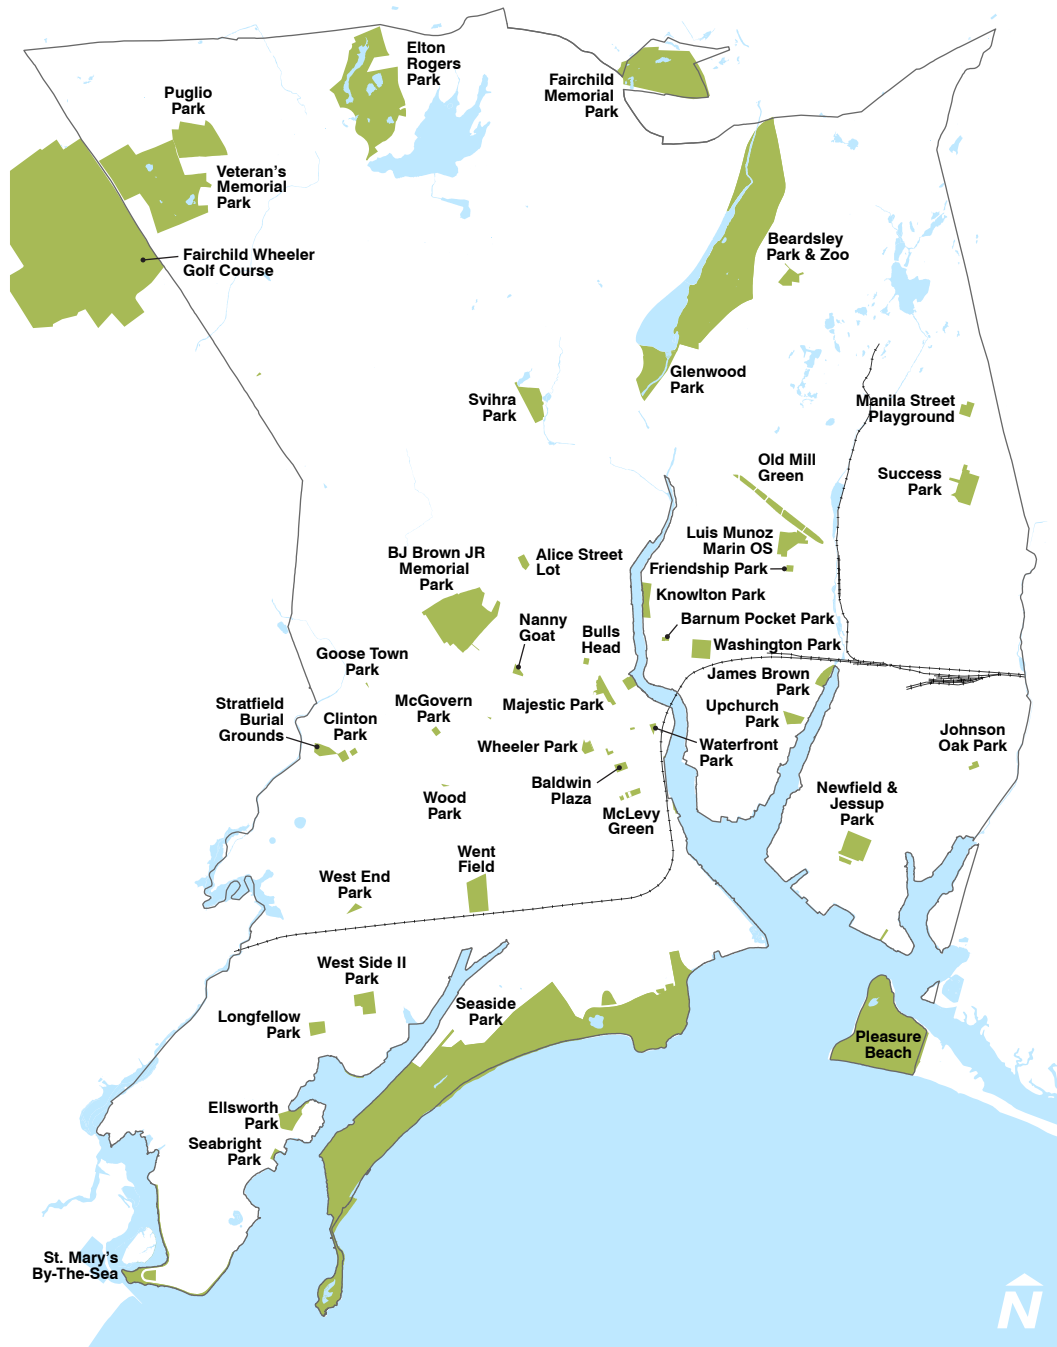 Elton
Rogers
Park
Fairchild
Memorial
Park
Puglio
Park
Veteran's
Memorial
Park
Fairchild Wheeler
Golf Course
Beardsley
Park & Zoo
Glenwood
Park
Svihra
Park
Manila Street
Playground
Old Mill
Green
Success
Park
Luis Munoz
Marin OS
Friendship Park
BJ Brown JR
Memorial
Park
Alice Street
Lot
Knowlton Park
Barnum Pocket Park
Nanny
Goat
Bulls
Head
Washington Park
Goose Town
Park
James Brown
Park
Stratfield
Burial
Grounds
Clinton
Park
McGovern
Park
Majestic Park
Upchurch
Park
Wheeler Park
Waterfront
Park
Johnson
Oak Park
Baldwin
Plaza
Wood
Park
McLevy
Green
Newfield &
Jessup
Park
Went
Field
West End
Park
West Side II
Park
Seaside
Park
Longfellow
Park
Pleasure
Beach
Ellsworth
Park
Seabright
Park
St. Mary's
By-The-Sea
N